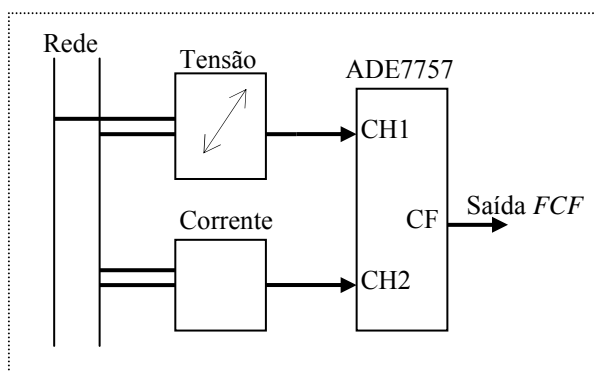 Rede
Tensão
ADE7757
CH1
CF
Saída FCF
Corrente
CH2